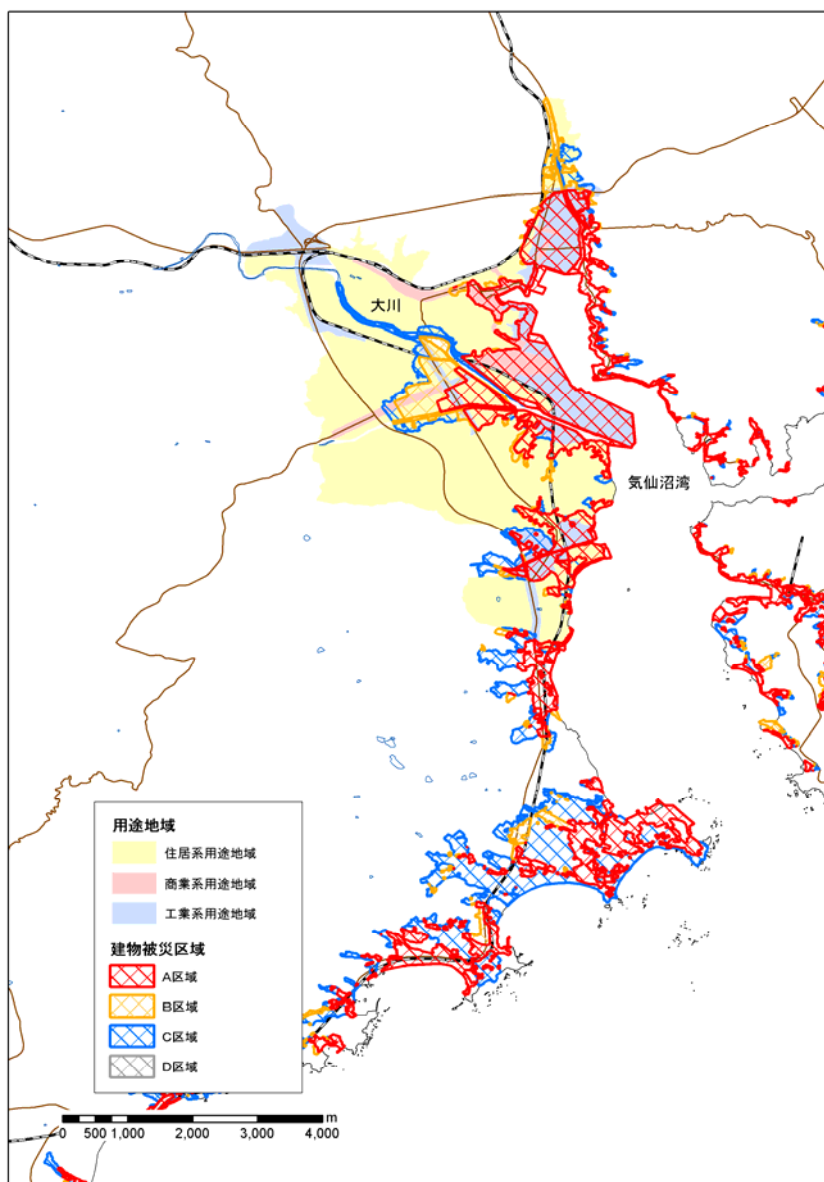 大川
気仙沼湾
用途地域
住居系用途地域
商業系用途地域
工業系用途地域
建物被災区域
A区域
B区域
C区域
D区域
m
0 500 1,000 2,000 3,000 4,000